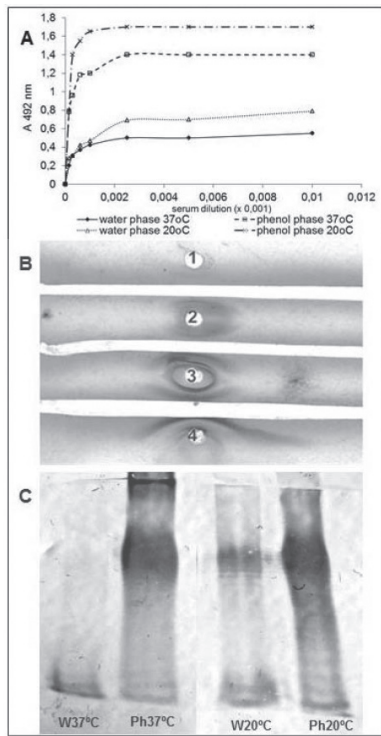 A
A 492 nm
1,8
1,6
1,4
1,2
1
0,8
0,6
0,4
0,2
0
0 0,002 0,004 0,006 0,008 0,01 0,012
serum dilution (x 0,001)
water phase 37oC phenol phase 37oC
water phase 20oC phenol phase 20oC
B
1
2
3
4
C
W37ºC Ph37ºC W20ºC Ph20ºC